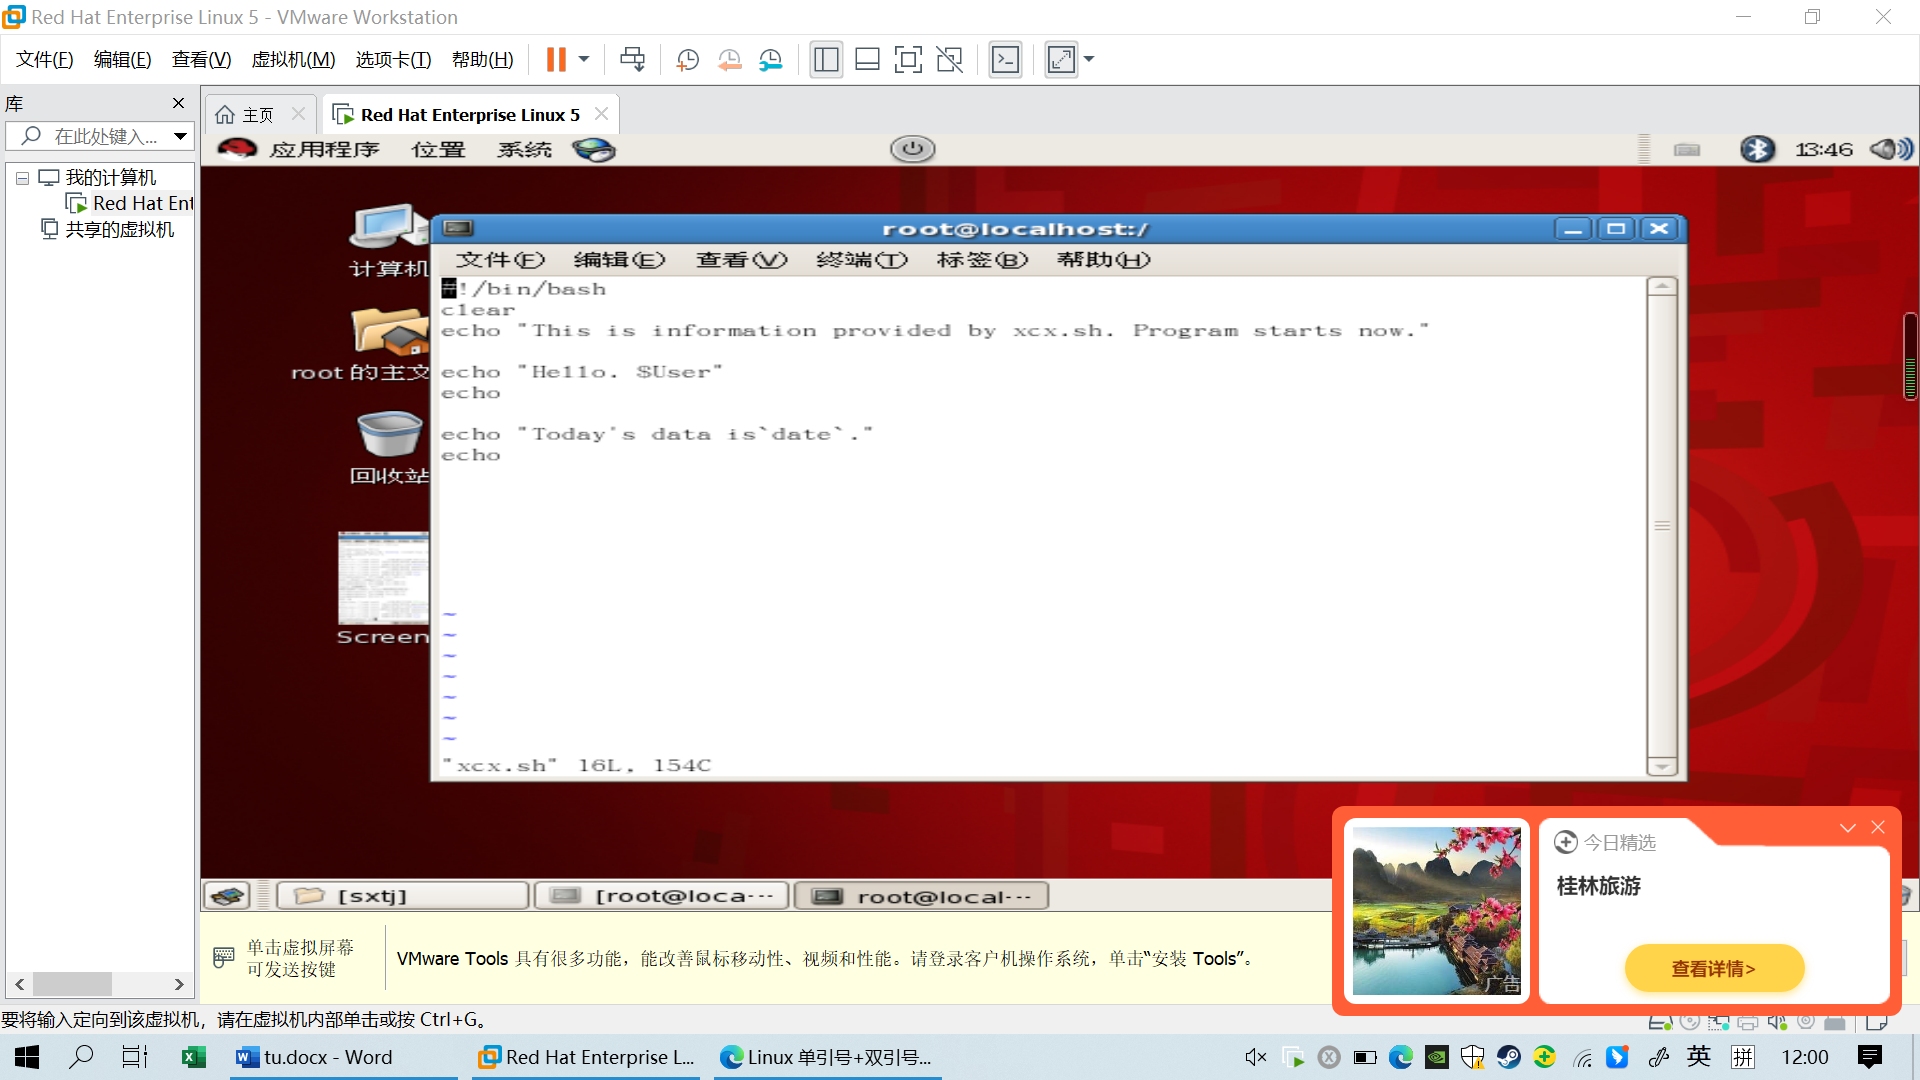 Red Hat Enterprise Linux 5 - VMware Workstation
文件(F) 编辑(E) 查看(V) 虚拟机(M) 选项卡(T) 帮助(H)
库
在此处键入...
我的计算机
Red Hat Ent
共享的虚拟机
主页
Red Hat Enterprise Linux 5
应用程序 位置 系统
13:46
计算机
root 的主文
回收站
Screen
root@localhost:/
文件(F) 编辑(E) 查看(V) 终端(T) 标签(B) 帮助(H)
#!/bin/bash
clear
echo "This is information provided by xcx.sh. Program starts now."
echo "Hello. $User"
echo
echo "Today's data is`date`."
echo
~
~
~
~
~
~
~
"xcx.sh" 16L, 154C
[sxtj]
[root@loca...
root@local...
单击虚拟屏幕
可发送按键
VMware Tools 具有很多功能，能改善鼠标移动性、视频和性能。请登录客户机操作系统，单击“安装 Tools”。
今日精选
桂林旅游
查看详情>
广告
要将输入定向到该虚拟机，请在虚拟机内部单击或按 Ctrl+G。
tu.docx - Word
Red Hat Enterprise L...
Linux 单引号+双引号...
英
拼
12:00